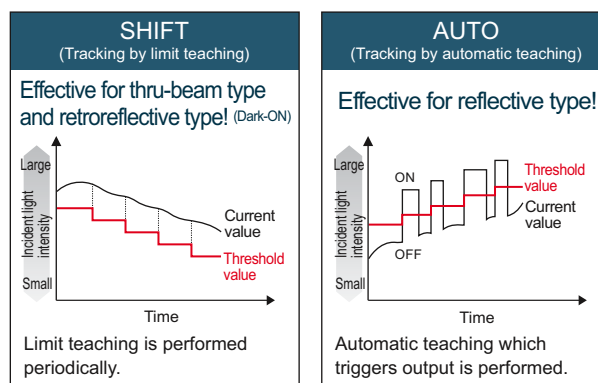 SHIFT
(Tracking by limit teaching)
Effective for thru-beam type
and retroreflective type! (Dark-ON)
Large
Incident light
intensity
Small
Current
value
Threshold
value
Time
Limit teaching is performed
periodically.
AUTO
(Tracking by automatic teaching)
Effective for reflective type!
Large
Incident light
intensity
Small
ON
OFF
Threshold
value
Current
value
Time
Automatic teaching which
triggers output is performed.